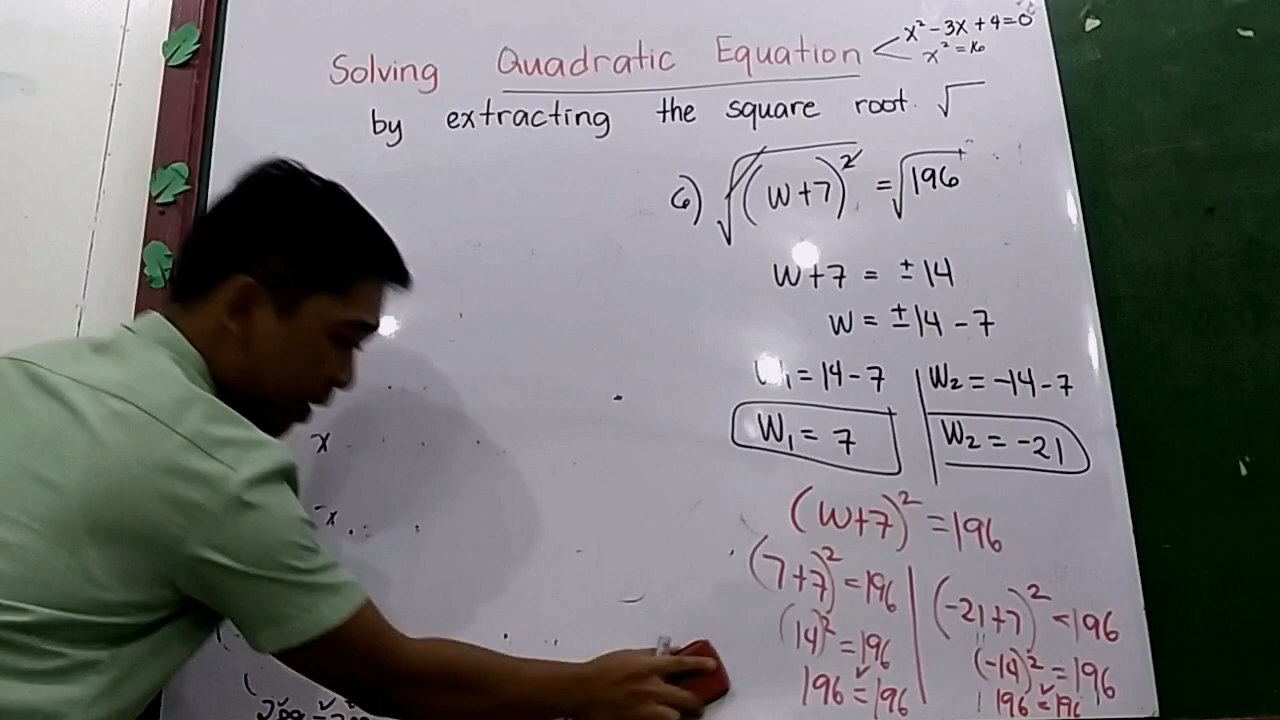 Solving Quadratic Equation < x² - 3x + 4 = 0
x² = 16
by extracting the square root. √
6) √(w+7)² = √196
w+7 = ±14
w = ±14 - 7
w₁ = 14 - 7 | w₂ = -14 - 7
w₁ = 7 | w₂ = -21
(w+7)² = 196
(7+7)² = 196 | (-21+7)² = 196
(14)² = 196 | (-14)² = 196
196 = 196 | 196 = 196
x
-x